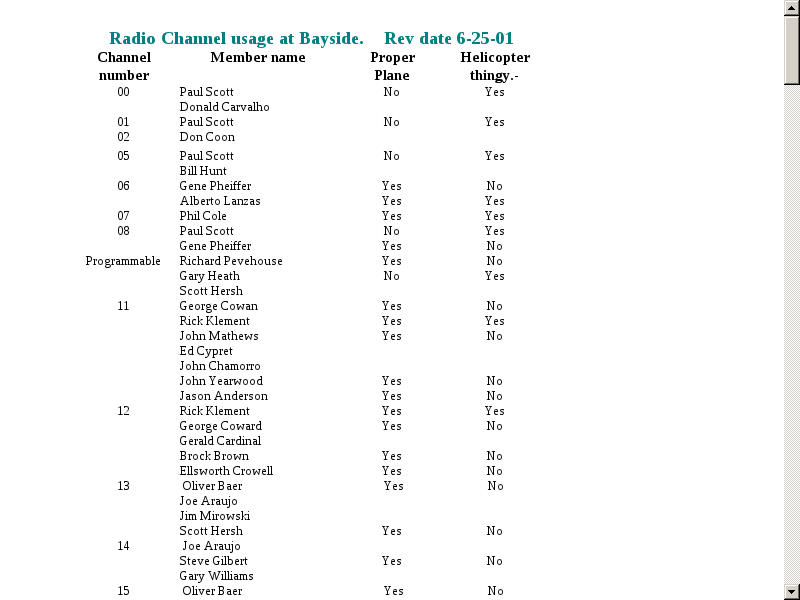 Radio Channel usage at Bayside. Rev date 6-25-01
Channel number Member name Proper Plane Helicopter thingy.-
00 Paul Scott No Yes
Donald Carvalho
01 Paul Scott No Yes
02 Don Coon
05 Paul Scott No Yes
Bill Hunt
06 Gene Pheiffer Yes No
Alberto Lanzas Yes Yes
07 Phil Cole Yes Yes
08 Paul Scott No Yes
Gene Pheiffer Yes No
Programmable Richard Pevehouse Yes No
Gary Heath No Yes
Scott Hersh
11 George Cowan Yes No
Rick Klement Yes Yes
John Mathews Yes No
Ed Cypret
John Chamorro
John Yearwood Yes No
Jason Anderson Yes No
12 Rick Klement Yes Yes
George Coward Yes No
Gerald Cardinal
Brock Brown Yes No
Ellsworth Crowell Yes No
13 Oliver Baer Yes No
Joe Araujo
Jim Mirowski
Scott Hersh Yes No
14 Joe Araujo
Steve Gilbert Yes No
Gary Williams
15 Oliver Baer Yes No